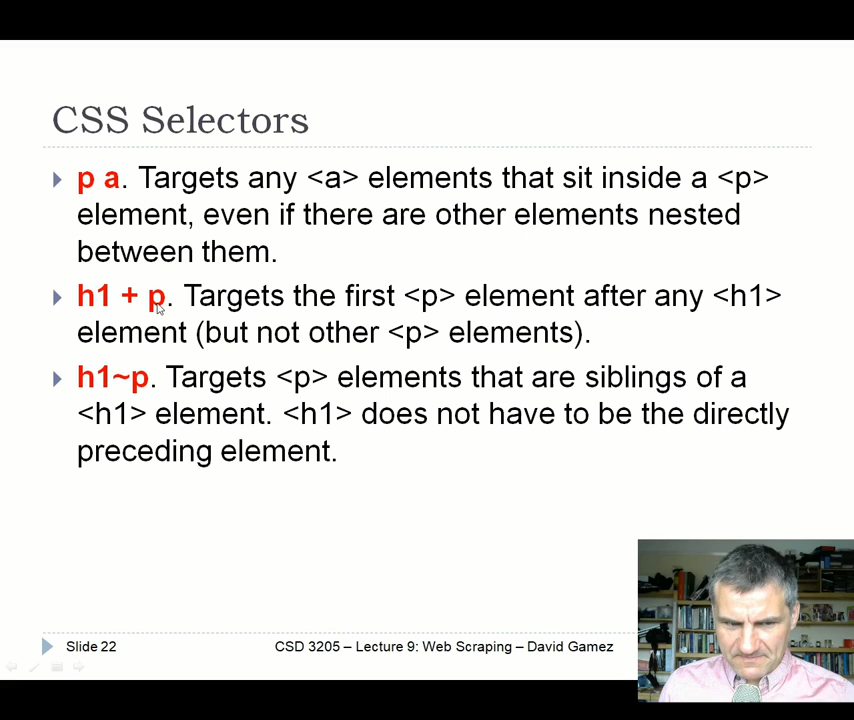 CSS Selectors
p a. Targets any <a> elements that sit inside a <p>
element, even if there are other elements nested
between them.
h1 + p. Targets the first <p> element after any <h1>
element (but not other <p> elements).
h1~p. Targets <p> elements that are siblings of a
<h1> element. <h1> does not have to be the directly
preceding element.
Slide 22
CSD 3205 – Lecture 9: Web Scraping – David Gamez